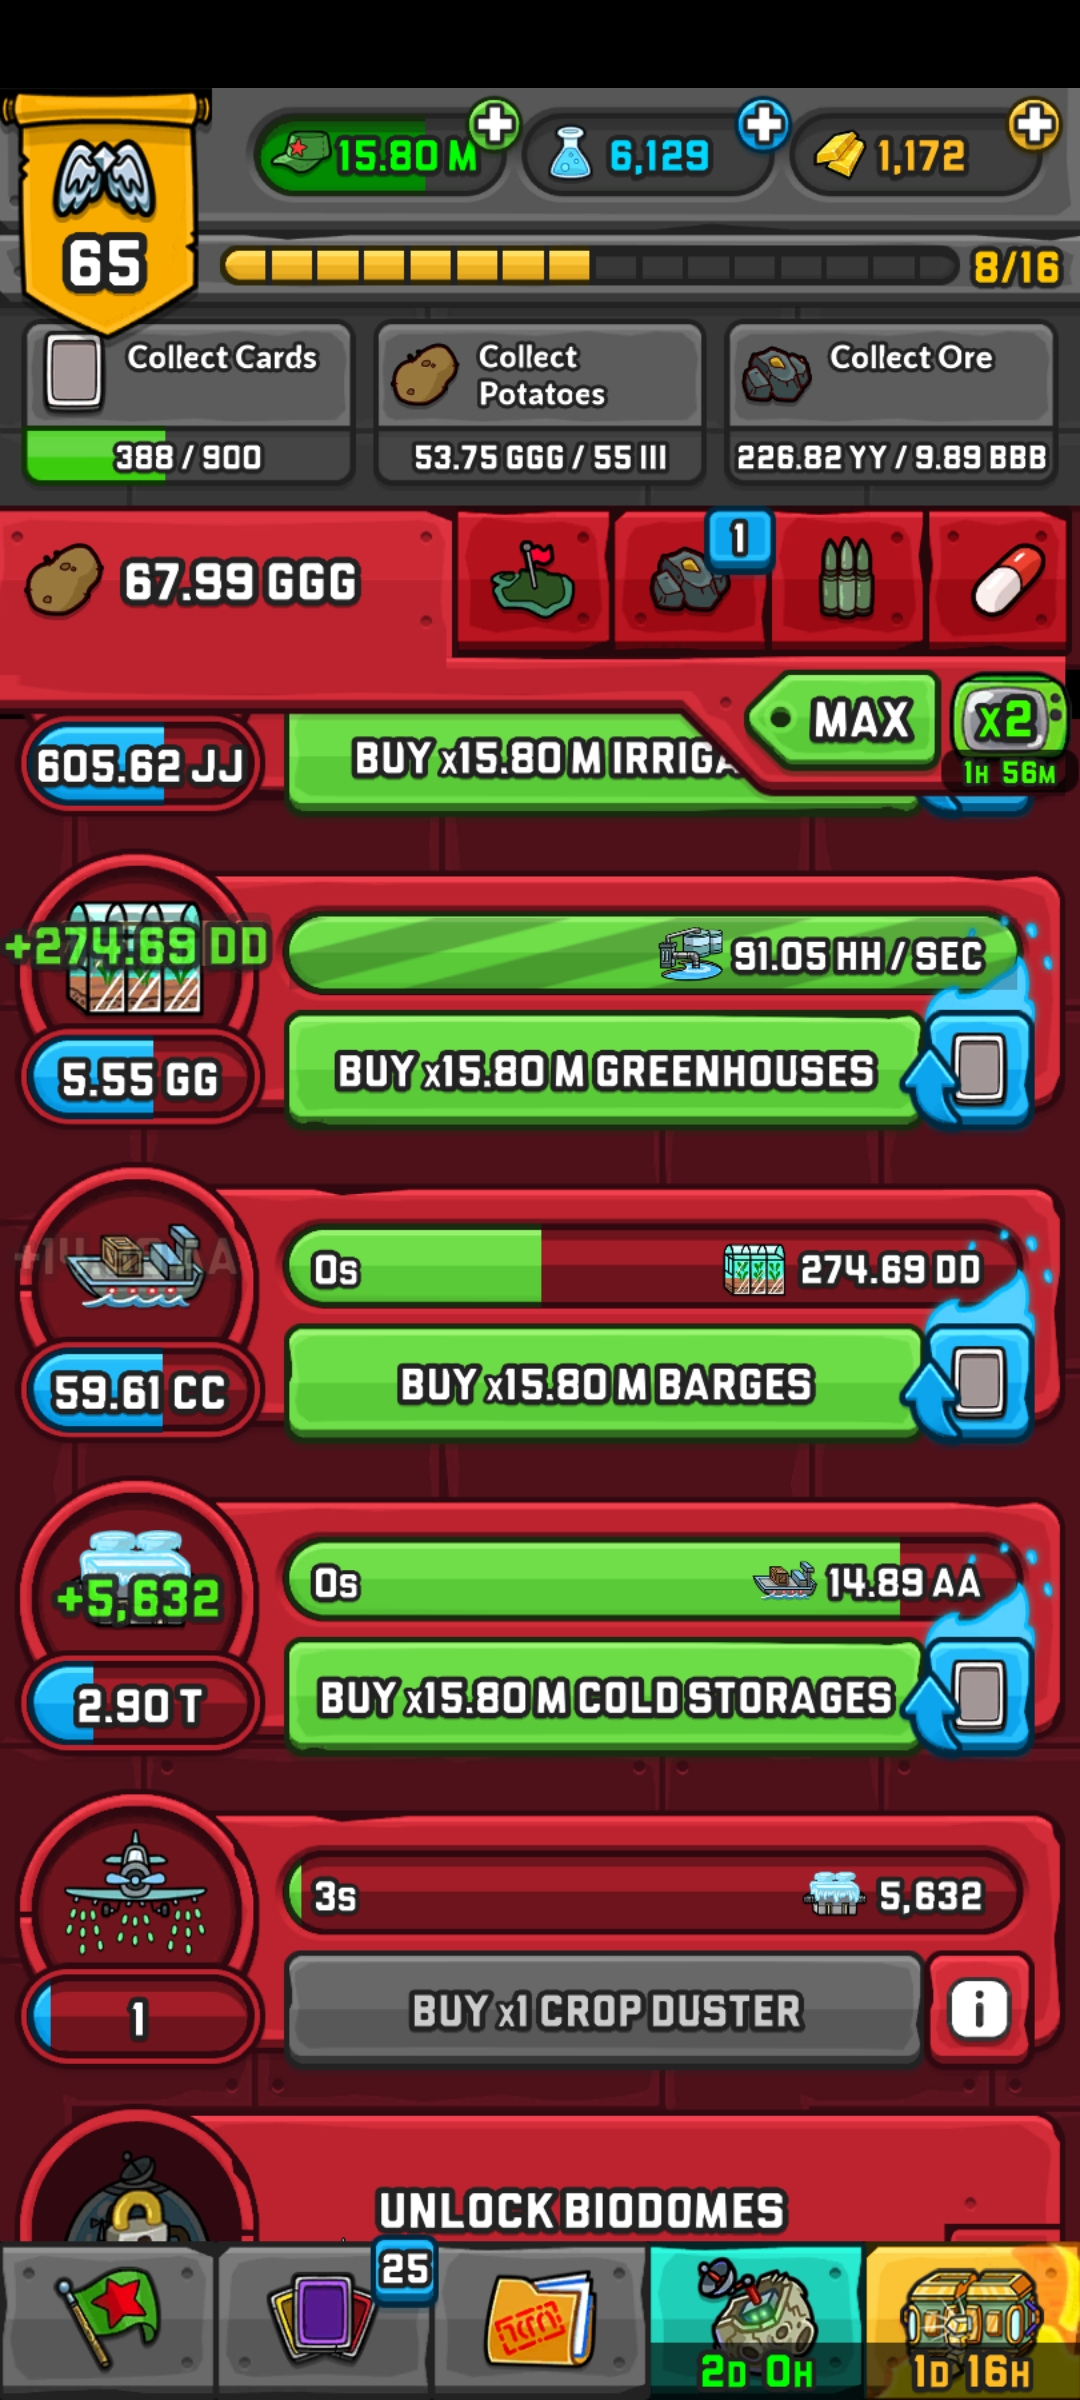 15.80 M
6,129
1,172
65
8/16
Collect Cards
388 / 900
Collect
Potatoes
53.75 GGG / 55 III
Collect Ore
226.82 YY / 9.89 BBB
67.99 GGG
1
MAX
x2
1H 56M
605.62 JJ
BUY x15.80 M IRRIGA
+274.69 DD
91.05 HH / SEC
5.55 GG
BUY x15.80 M GREENHOUSES
0s
274.69 DD
59.61 CC
BUY x15.80 M BARGES
+5,632
0s
14.89 AA
2.90 T
BUY x15.80 M COLD STORAGES
3s
5,632
1
BUY x1 CROP DUSTER
i
UNLOCK BIODOMES
25
2D 0H
1D 16H